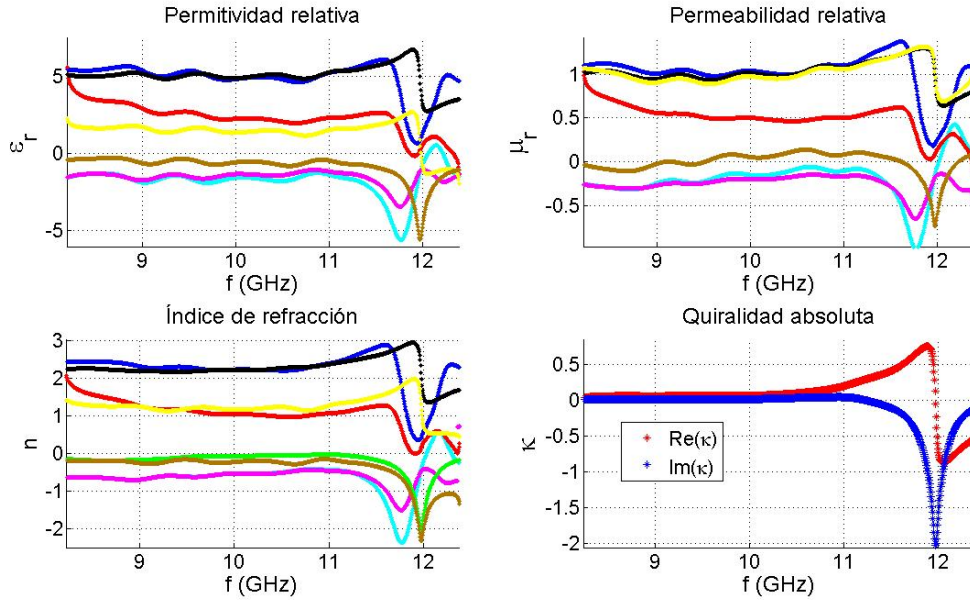 Permitividad relativa
εr
5
0
-5
9
10
11
12
f (GHz)
Permeabilidad relativa
μr
1
0.5
0
-0.5
9
10
11
12
f (GHz)
Índice de refracción
n
3
2
1
0
-1
-2
9
10
11
12
f (GHz)
Quiralidad absoluta
κ
0.5
0
-0.5
-1
-1.5
-2
Re(κ)
Im(κ)
9
10
11
12
f (GHz)